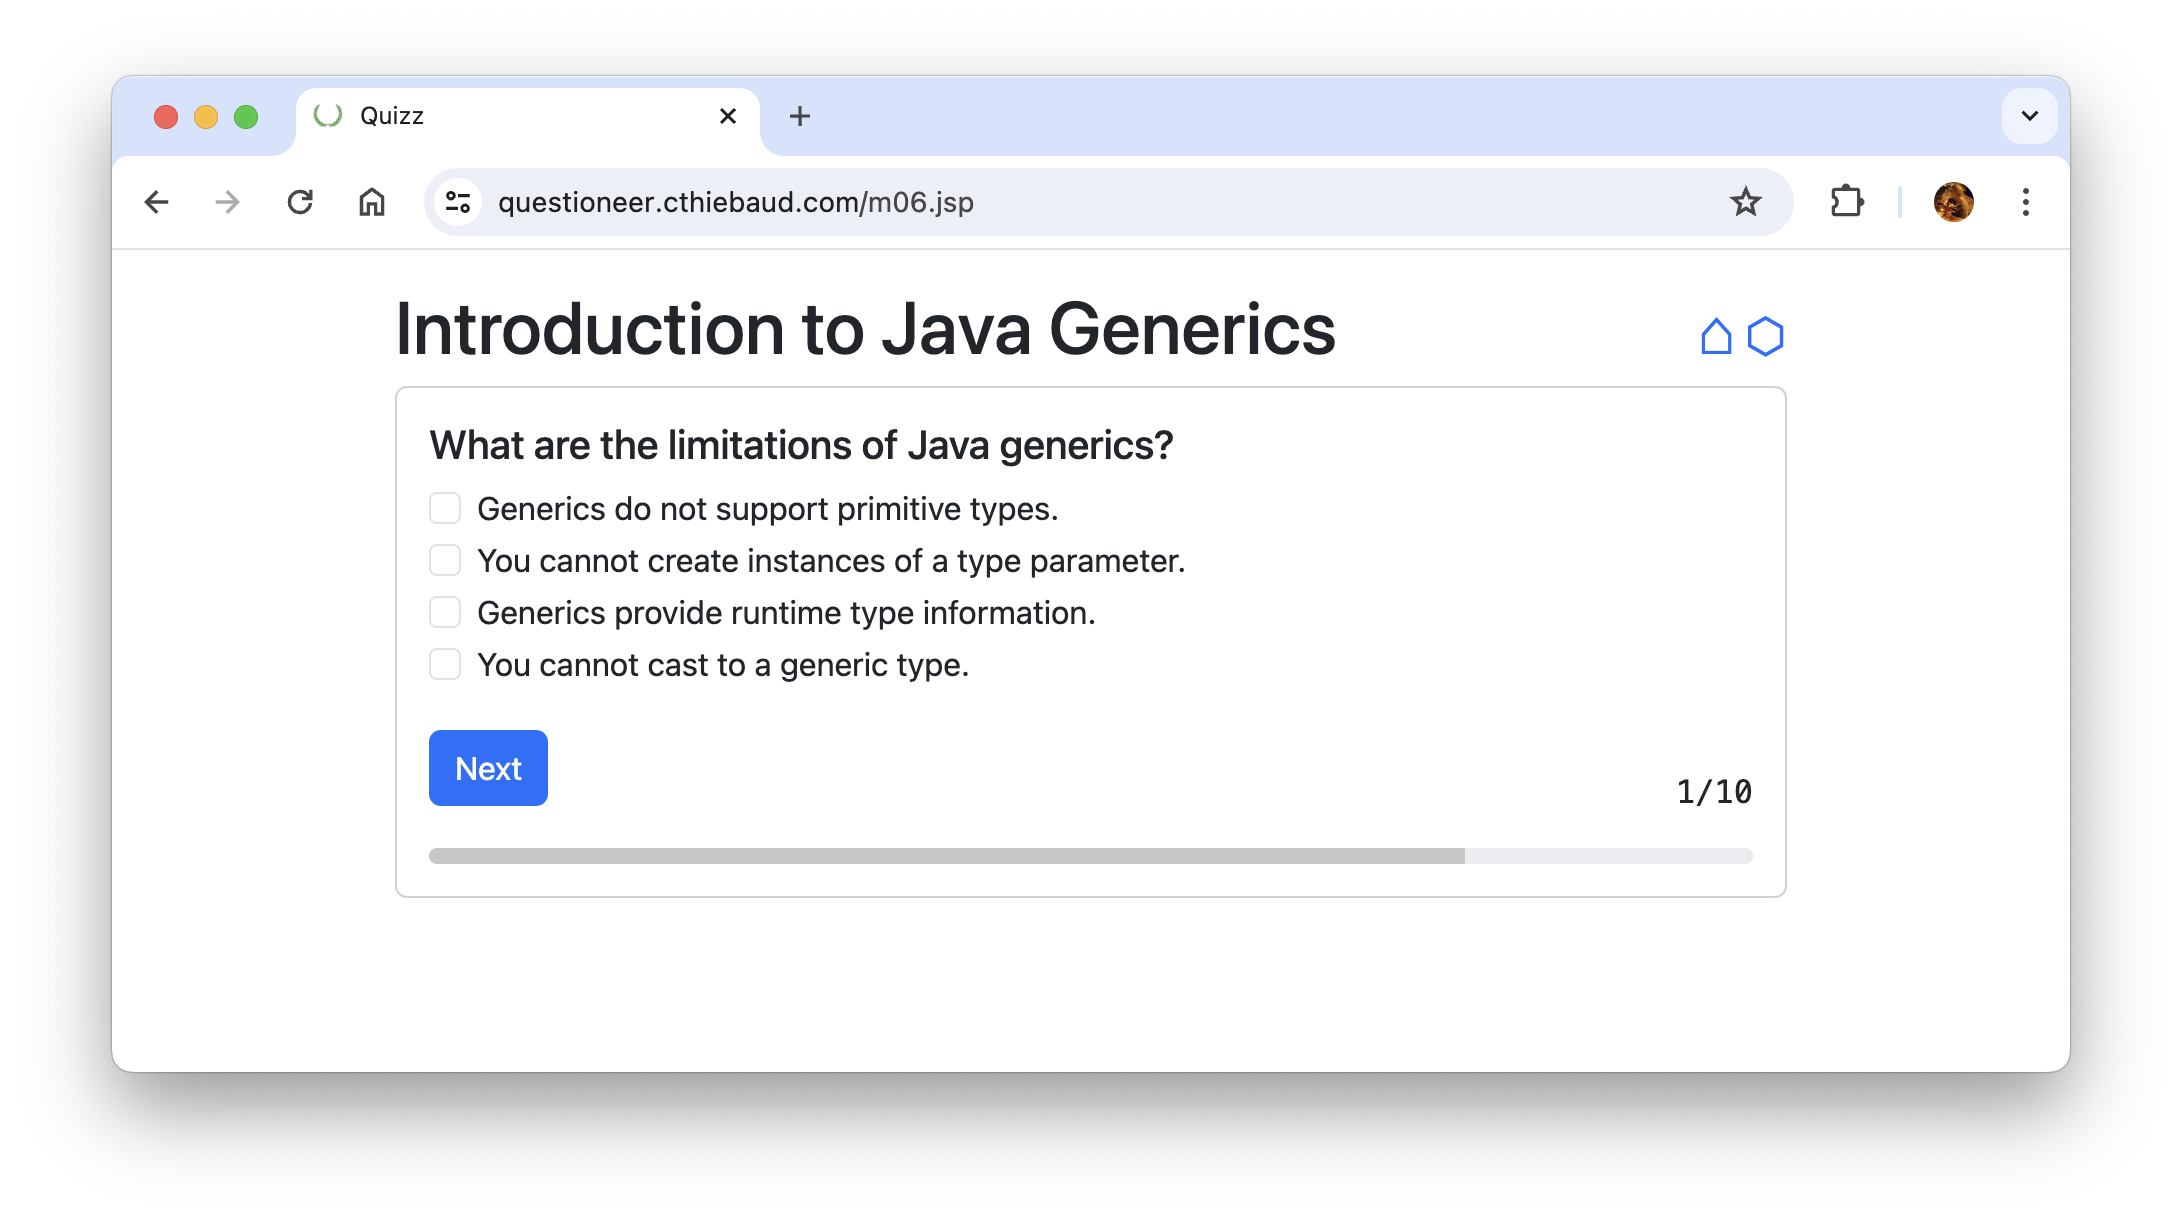 Quizz
questioneer.cthiebaud.com/m06.jsp
Introduction to Java Generics
What are the limitations of Java generics?
Generics do not support primitive types.
You cannot create instances of a type parameter.
Generics provide runtime type information.
You cannot cast to a generic type.
Next
1/10